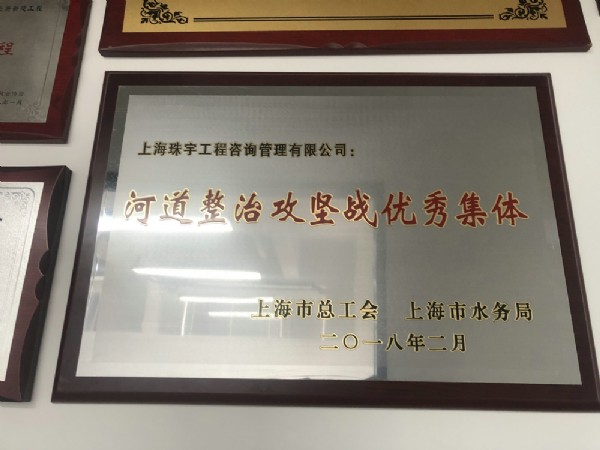 程
上海珠宇工程咨询管理有限公司：
河道整治攻坚战优秀集体
上海市总工会 上海市水务局
二〇一八年二月